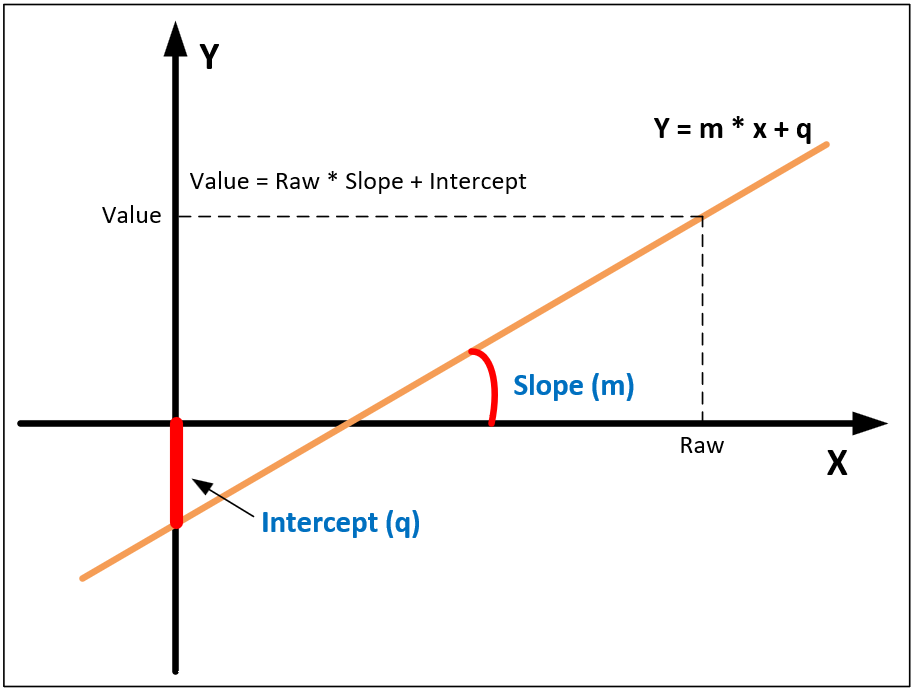 Y
Y = m * x + q
Value = Raw * Slope + Intercept
Value
Slope (m)
Raw
X
Intercept (q)